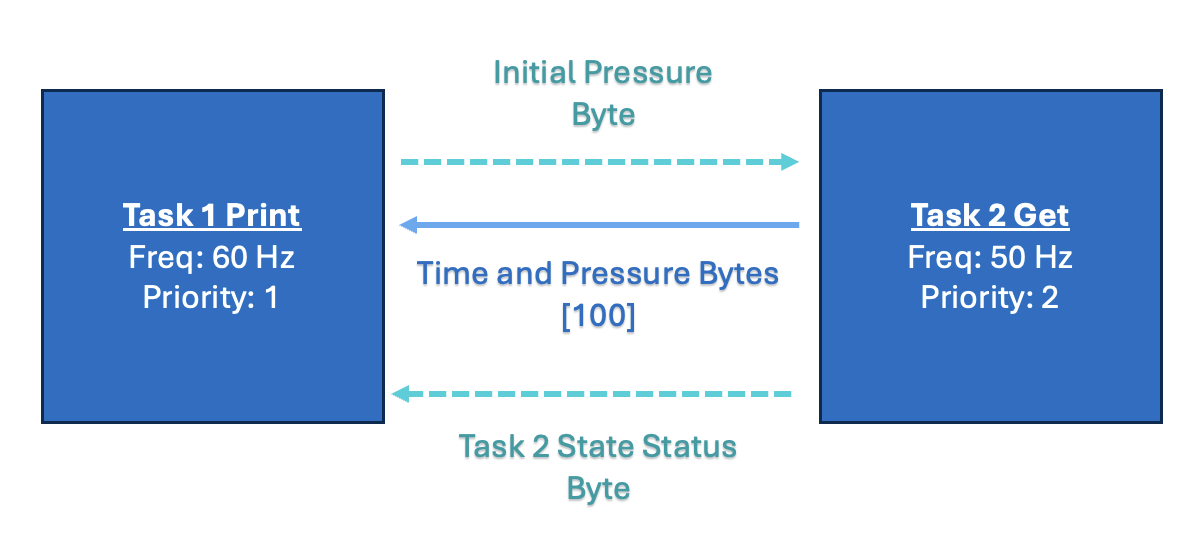 Initial Pressure
Byte
Task 1 Print
Freq: 60 Hz
Priority: 1
Time and Pressure Bytes
[100]
Task 2 Get
Freq: 50 Hz
Priority: 2
Task 2 State Status
Byte